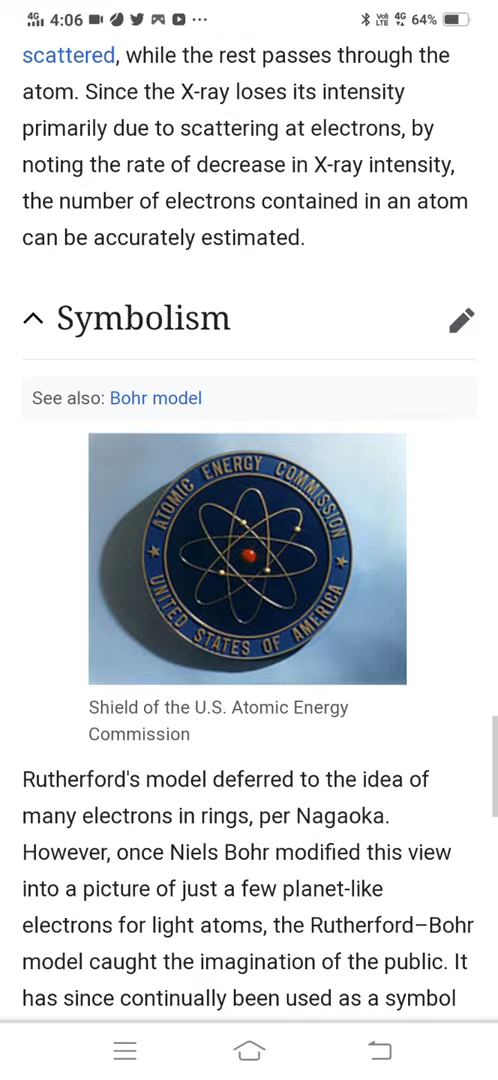 4G 4:06 ... VoI) LTE 4G 64%
scattered, while the rest passes through the
atom. Since the X-ray loses its intensity
primarily due to scattering at electrons, by
noting the rate of decrease in X-ray intensity,
the number of electrons contained in an atom
can be accurately estimated.
Symbolism
See also: Bohr model
ATOMIC ENERGY COMMISSION
UNITED STATES OF AMERICA
Shield of the U.S. Atomic Energy
Commission
Rutherford's model deferred to the idea of
many electrons in rings, per Nagaoka.
However, once Niels Bohr modified this view
into a picture of just a few planet-like
electrons for light atoms, the Rutherford–Bohr
model caught the imagination of the public. It
has since continually been used as a symbol